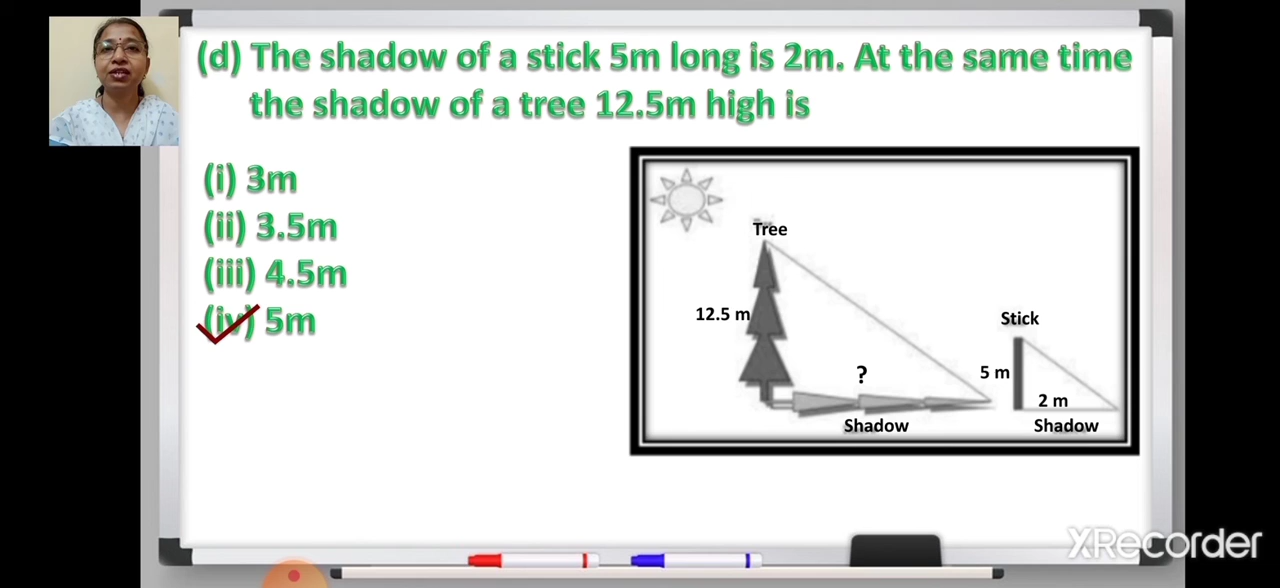 (d) The shadow of a stick 5m long is 2m. At the same time
the shadow of a tree 12.5m high is
(i) 3m
(ii) 3.5m
(iii) 4.5m
(iv) 5m
Tree
12.5 m
?
Shadow
Stick
5 m
2 m
Shadow
XRecorder